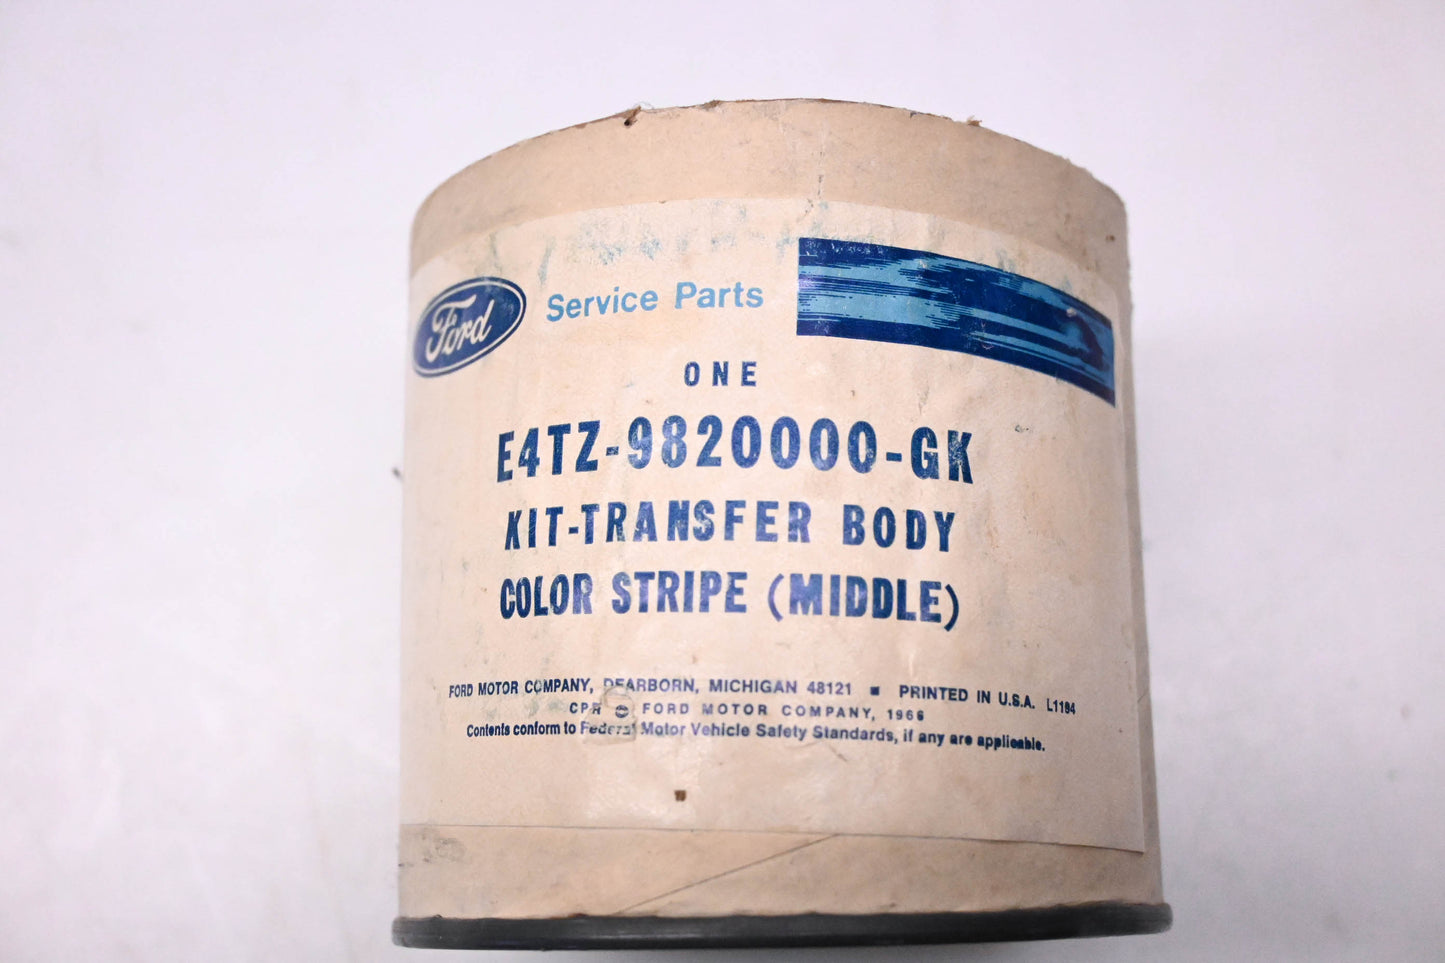 Ford Service Parts
ONE
E4TZ-9820000-GK
KIT-TRANSFER BODY
COLOR STRIPE (MIDDLE)
FORD MOTOR COMPANY, DEARBORN, MICHIGAN 48121 ■ PRINTED IN U.S.A. L1184
CPR © FORD MOTOR COMPANY, 1966
Contents conform to Federal Motor Vehicle Safety Standards, if any are applicable.